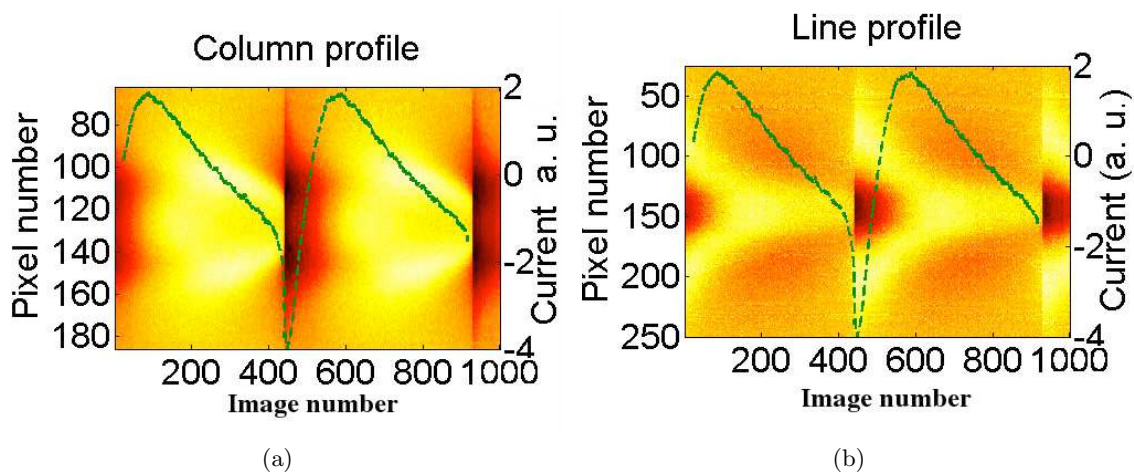 Column profile
Pixel number
80
100
120
140
160
180
2
0
-2
-4
Current (a. u.)
200 400 600 800 1000
Image number
(a)
Line profile
Pixel number
50
100
150
200
250
2
0
-2
-4
Current (a. u.)
200 400 600 800 1000
Image number
(b)